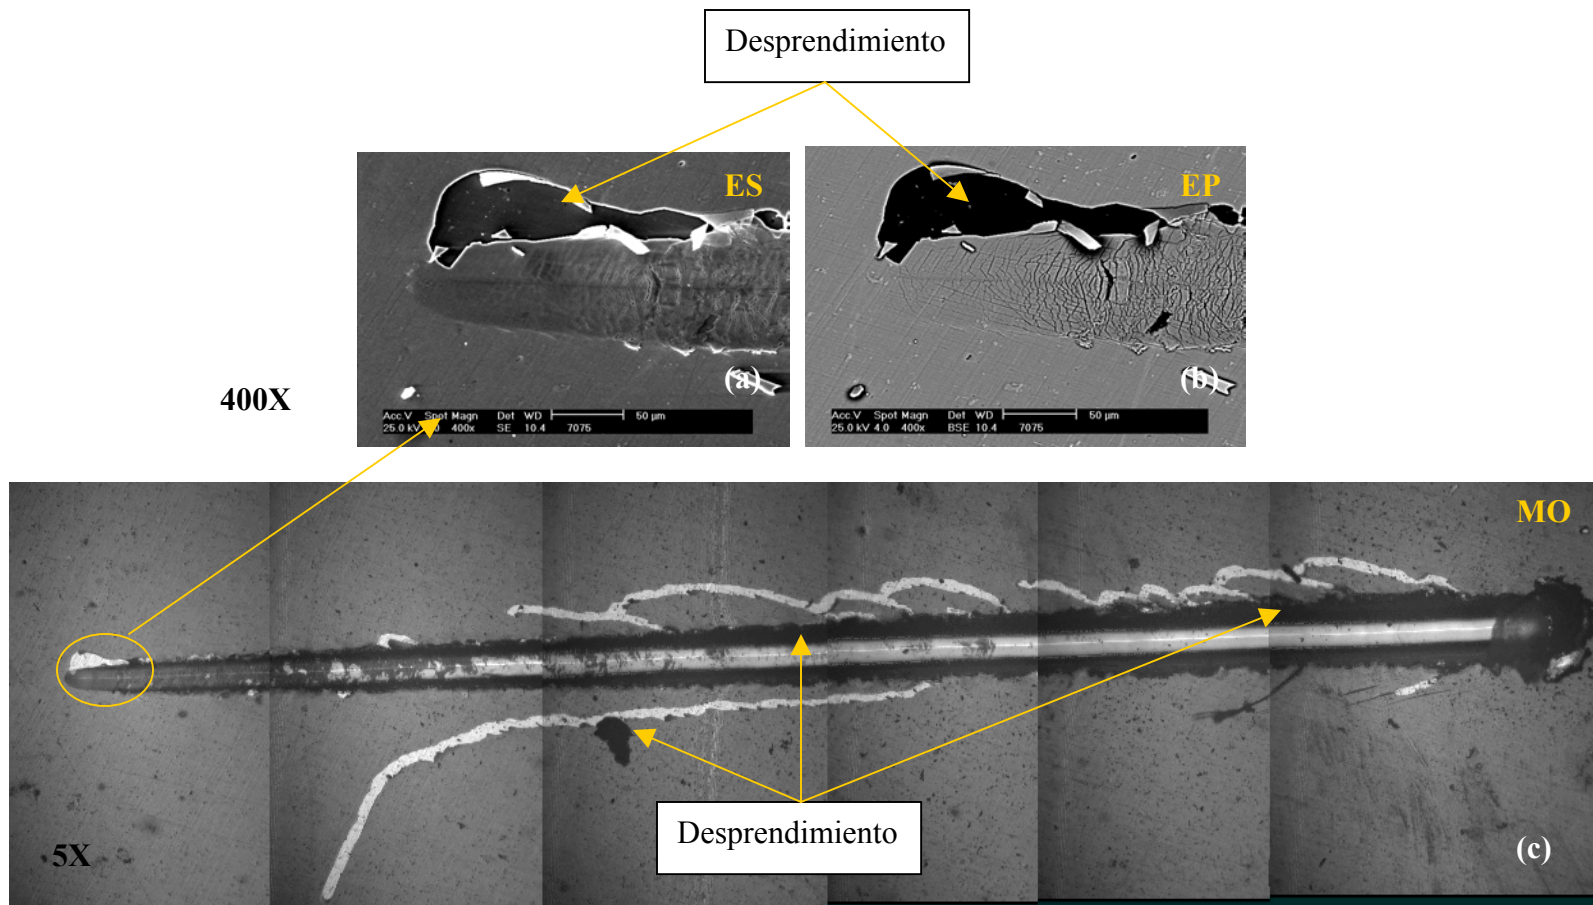 Desprendimiento
ES
EP
(a)
(b)
400X
Acc.V Spot Magn Det WD 50 µm
25.0 kV 4.0 400x SE 10.4 7075
Acc.V Spot Magn Det WD 50 µm
25.0 kV 4.0 400x BSE 10.4 7075
MO
Desprendimiento
5X
(c)